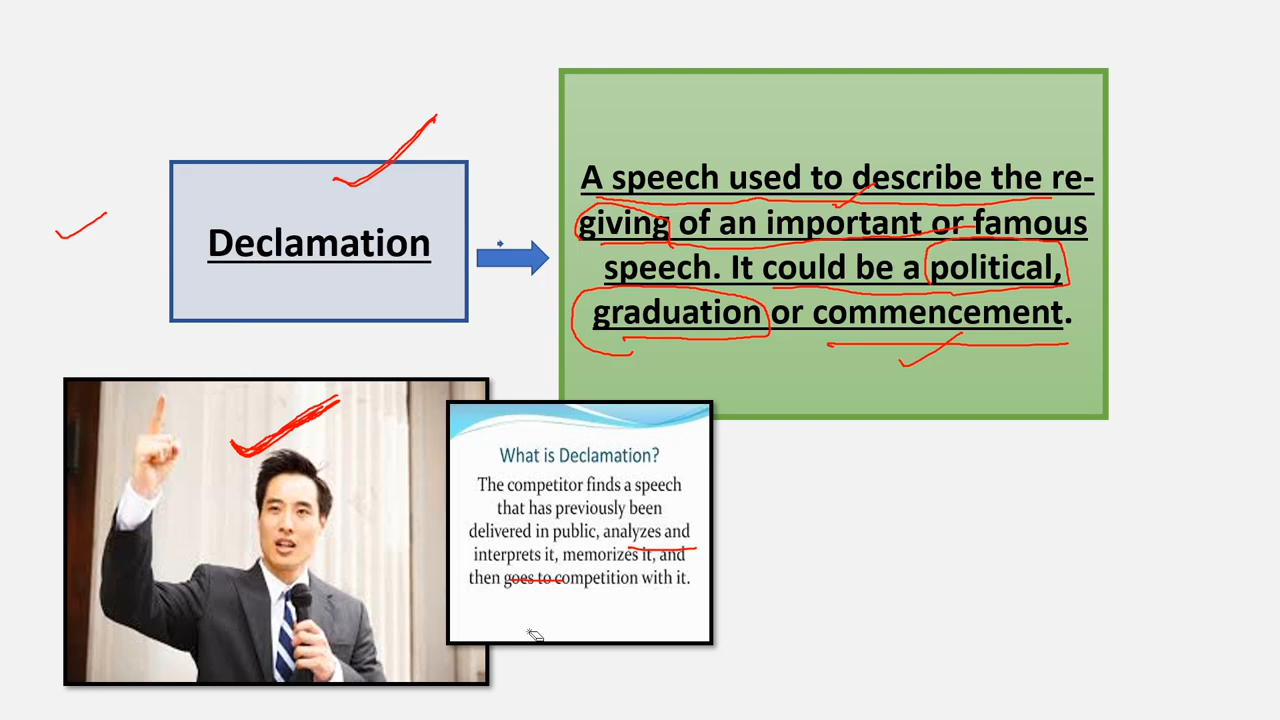 Declamation
A speech used to describe the re-
giving of an important or famous
speech. It could be a political,
graduation or commencement.
What is Declamation?
The competitor finds a speech
that has previously been
delivered in public, analyzes and
interprets it, memorizes it, and
then goes to competition with it.